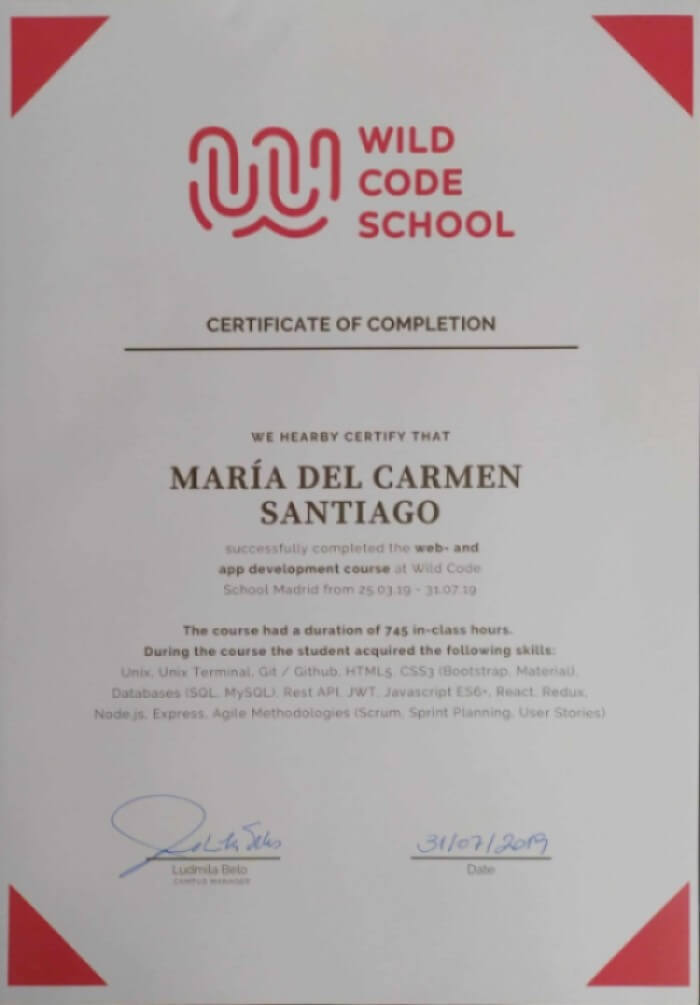 WILD
CODE
SCHOOL
CERTIFICATE OF COMPLETION
WE HEARBY CERTIFY THAT
MARÍA DEL CARMEN
SANTIAGO
successfully completed the web- and
app development course at Wild Code
School Madrid from 25.03.19 - 31.07.19
The course had a duration of 745 in-class hours.
During the course the student acquired the following skills:
Unix, Unix Terminal, Git / Github, HTML5, CSS3 (Bootstrap, Material),
Databases (SQL, MySQL), Rest API, JWT, Javascript ES6+, React, Redux,
Node.js, Express, Agile Methodologies (Scrum, Sprint Planning, User Stories)
31/07/2019
Ludmila Belo
Date
CAMPUS MANAGER